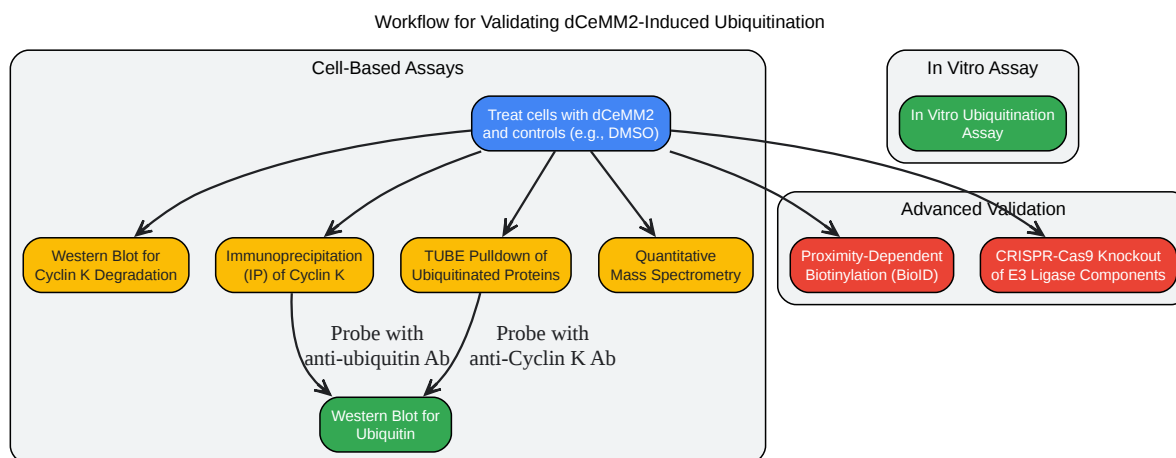 Workflow for Validating dCeMM2-Induced Ubiquitination
Cell-Based Assays
In Vitro Assay
Treat cells with dCeMM2
and controls (e.g., DMSO)
In Vitro Ubiquitination
Assay
Advanced Validation
Western Blot for
Cyclin K Degradation
Immunoprecipitation
(IP) of Cyclin K
TUBE Pulldown of
Ubiquitinated Proteins
Quantitative
Mass Spectrometry
Proximity-Dependent
Biotinylation (BioID)
CRISPR-Cas9 Knockout
of E3 Ligase Components
Probe with
anti-ubiquitin Ab
Probe with
anti-Cyclin K Ab
Western Blot for
Ubiquitin